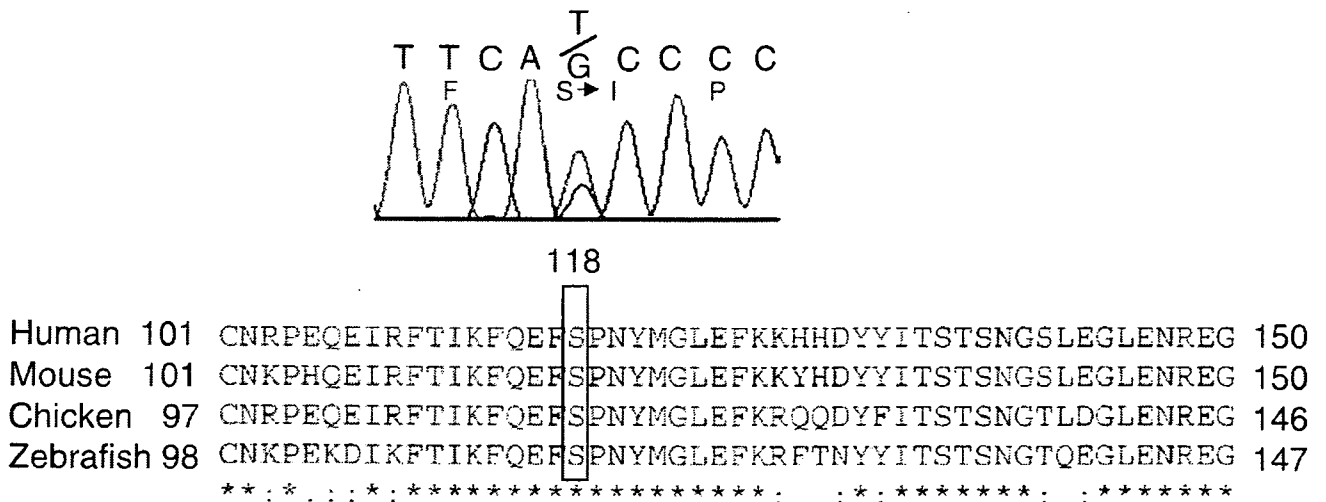 T
T T C A G C C C C
F S→I P
118
Human 101 CNRPEQEIRFTIKFQEFSPNYMGLEFKKHHDYYITSTSNGSLEGLENREG 150
Mouse 101 CNKPHQEIRFTIKFQEFSPNYMGLEFKKYHDYYITSTSNGSLEGLENREG 150
Chicken 97 CNRPEQEIRFTIKFQEFSPNYMGLEFKRQQDYFITSTSNGTLDGLENREG 146
Zebrafish 98 CNKPEKDIKFTIKFQEFSPNYMGLEFKRFTNYYITSTSNGTQEGLENREG 147
**:*.::*:******************:  :*:*******: :*******